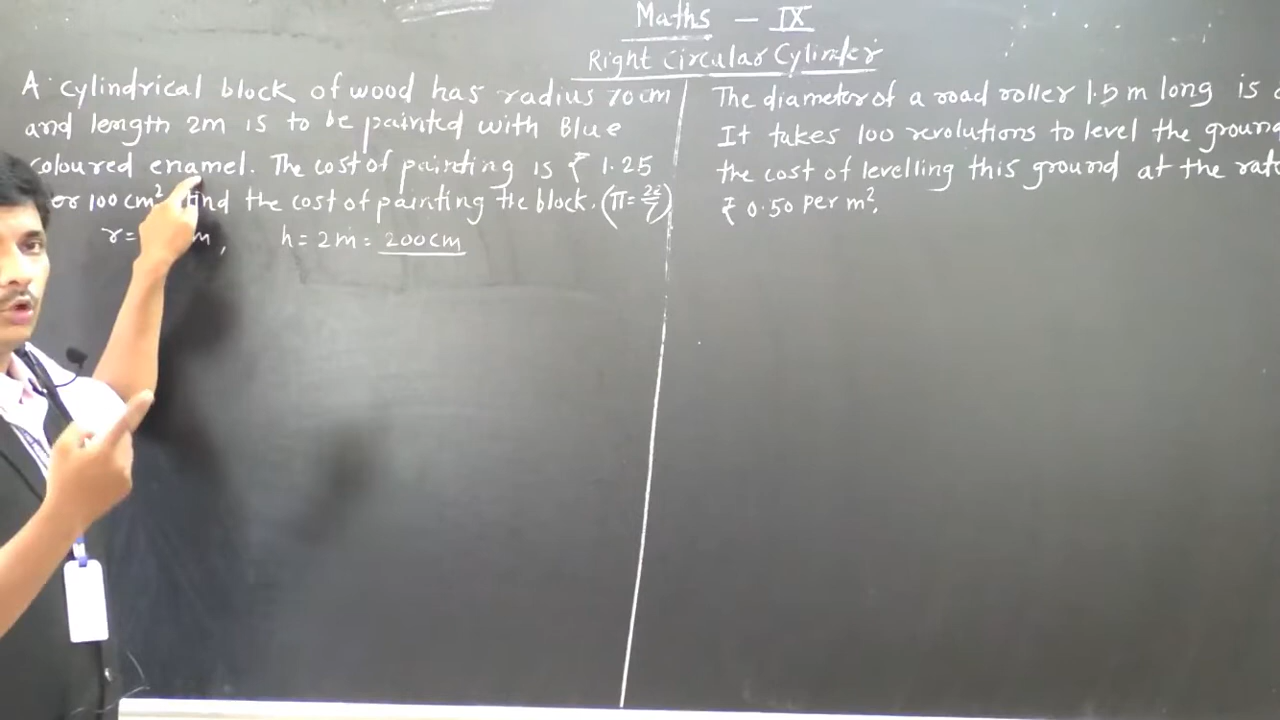 Maths — IX
Right Circular Cylinder
A cylindrical block of wood has radius 70cm
and length 2m is to be painted with Blue
coloured enamel. The cost of painting is ₹ 1.25
100 cm² find the cost of painting the block. (π = 22/7)
r = m, h = 2m = 200cm
The diameter of a road roller 1.5 m long is
It takes 100 revolutions to level the ground
the cost of levelling this ground at the rate
₹ 0.50 per m².